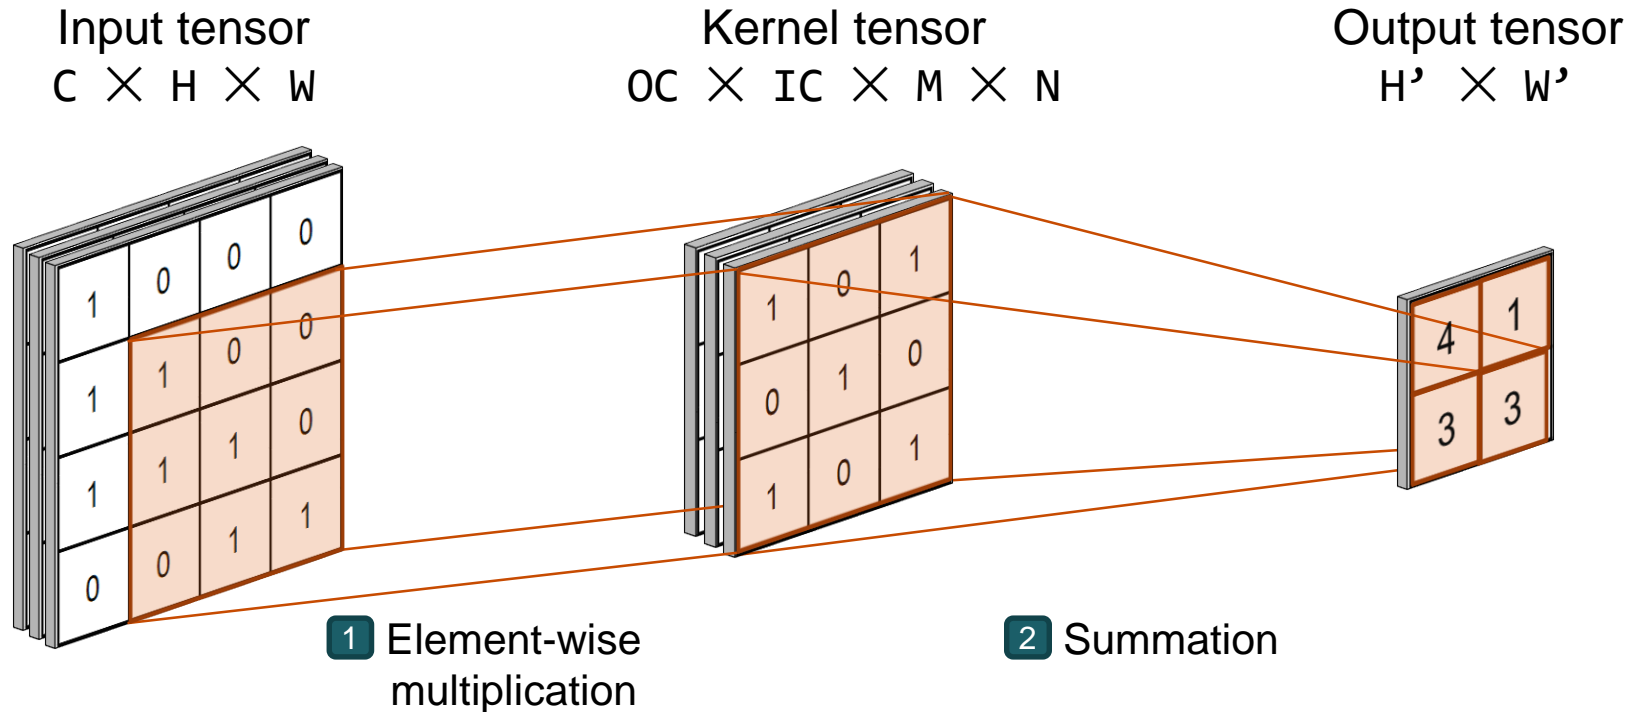 Input tensor
C × H × W
Kernel tensor
OC × IC × M × N
Output tensor
H’ × W’
1 0 0 0
1 1 0 0
1 1 1 0
0 0 1 1
1 0 1
0 1 0
1 0 1
4 1
3 3
1 Element-wise
multiplication
2 Summation